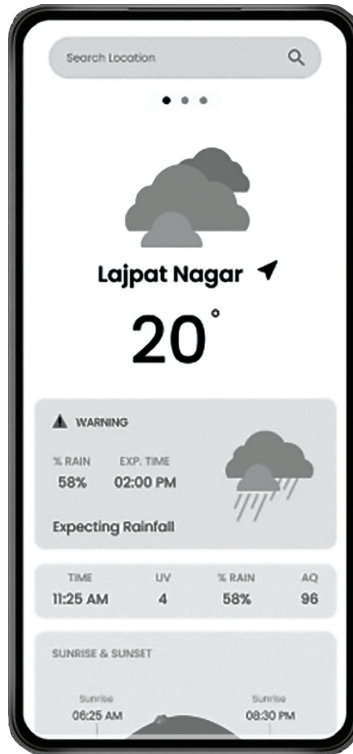 Search Location
Lajpat Nagar
20°
WARNING
% RAIN EXP. TIME
58% 02:00 PM
Expecting Rainfall
TIME UV % RAIN AQ
11:25 AM 4 58% 96
SUNRISE & SUNSET
Sunrise Sunrise
06:25 AM 08:30 PM